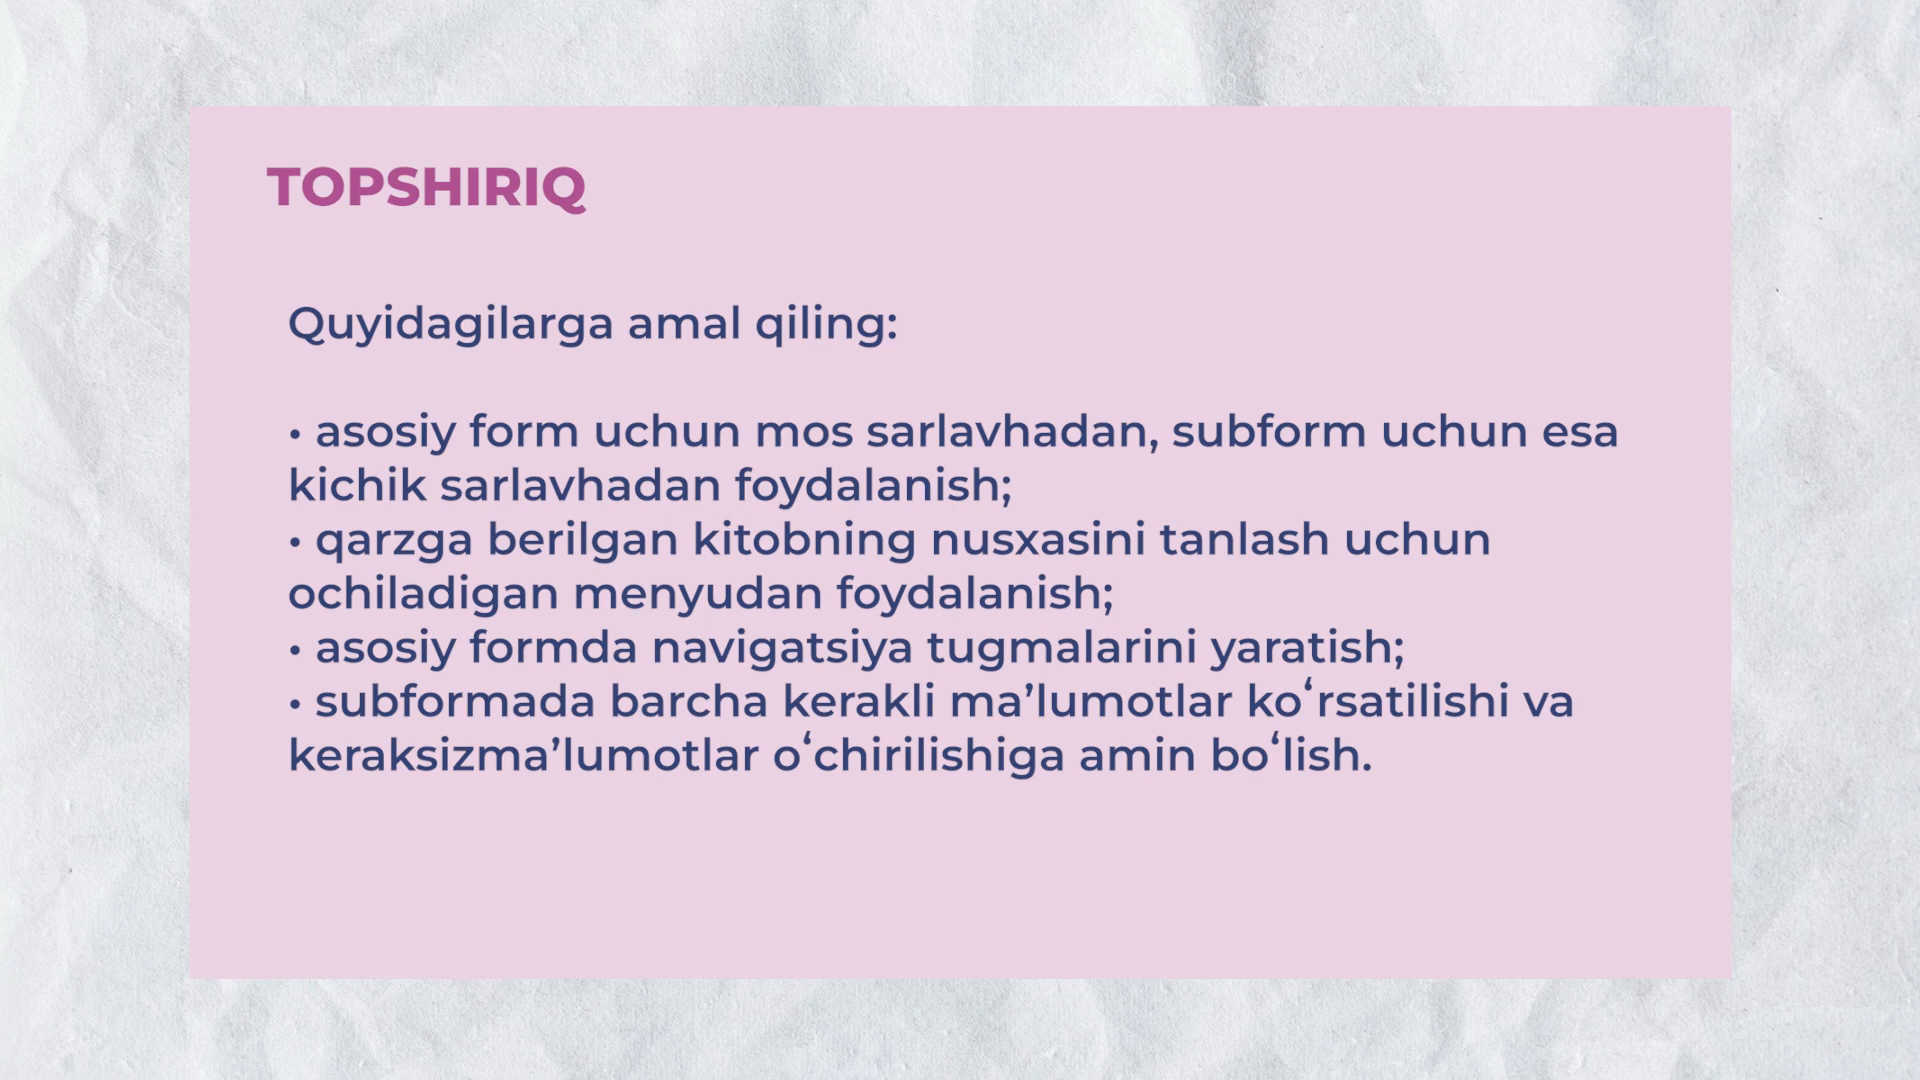 TOPSHIRIQ
Quyidagilarga amal qiling:
• asosiy form uchun mos sarlavhadan, subform uchun esa
kichik sarlavhadan foydalanish;
• qarzga berilgan kitobning nusxasini tanlash uchun
ochiladigan menyudan foydalanish;
• asosiy formda navigatsiya tugmalarini yaratish;
• subformada barcha kerakli ma’lumotlar koʻrsatilishi va
keraksizma’lumotlar oʻchirilishiga amin boʻlish.